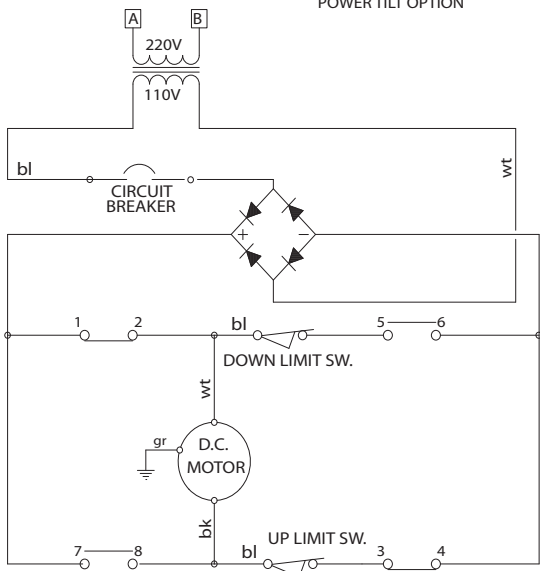 POWER TILT OPTION
A B
220V
110V
bl
wt
CIRCUIT
BREAKER
+ −
1 2 bl 5 6
DOWN LIMIT SW.
wt
gr D.C.
MOTOR
bk
UP LIMIT SW.
7 8 bl 3 4